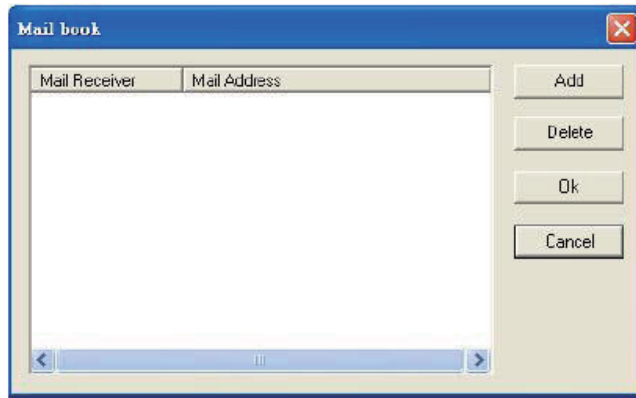 Mail book
Mail Receiver Mail Address
Add
Delete
Ok
Cancel